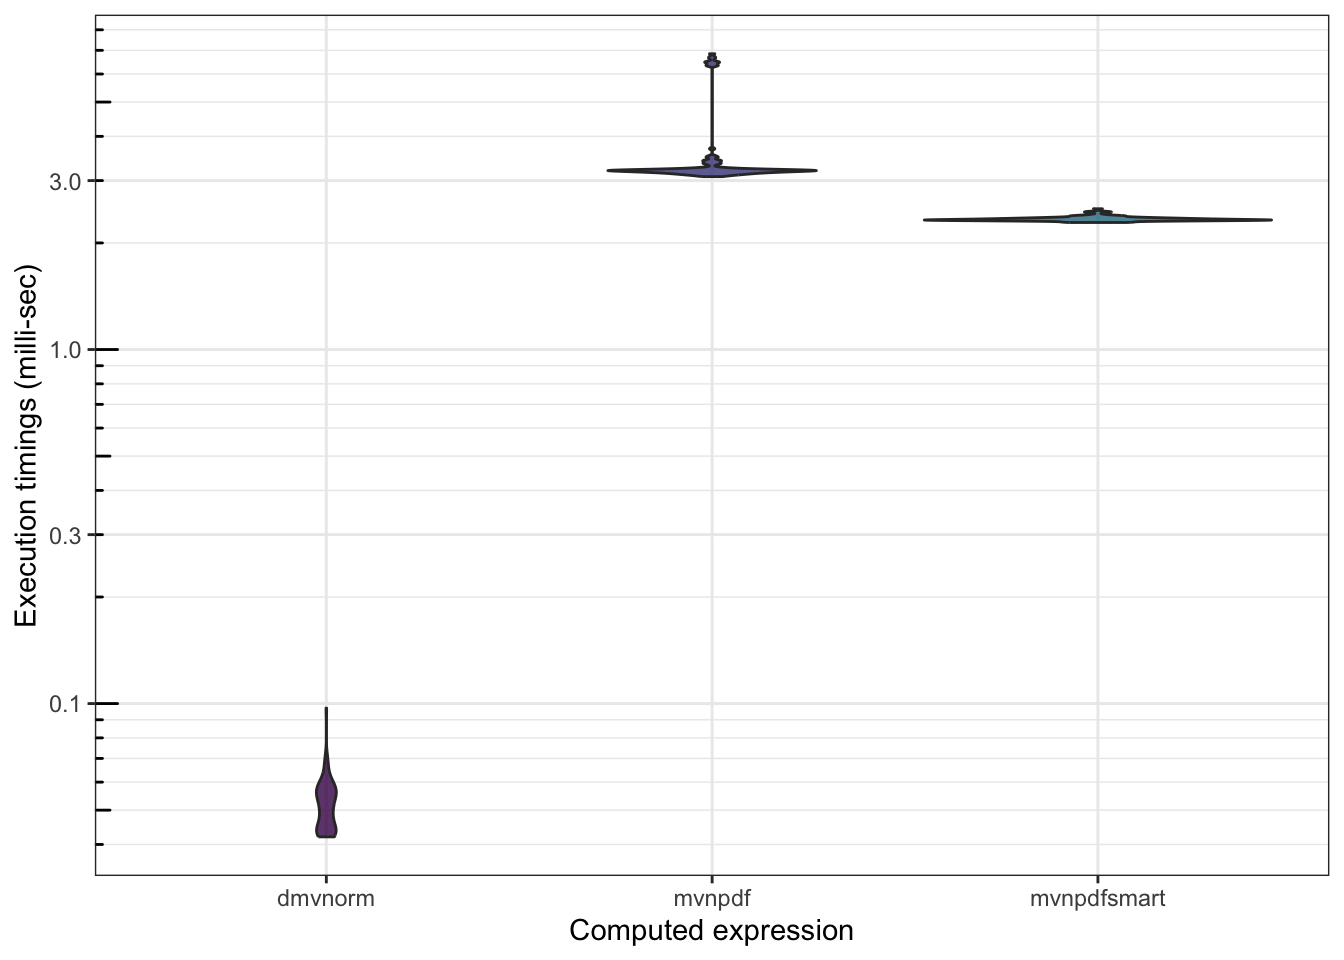 Execution timings (milli-sec)
3.0
1.0
0.3
0.1
dmvnorm
mvnpdf
mvnpdfsmart
Computed expression